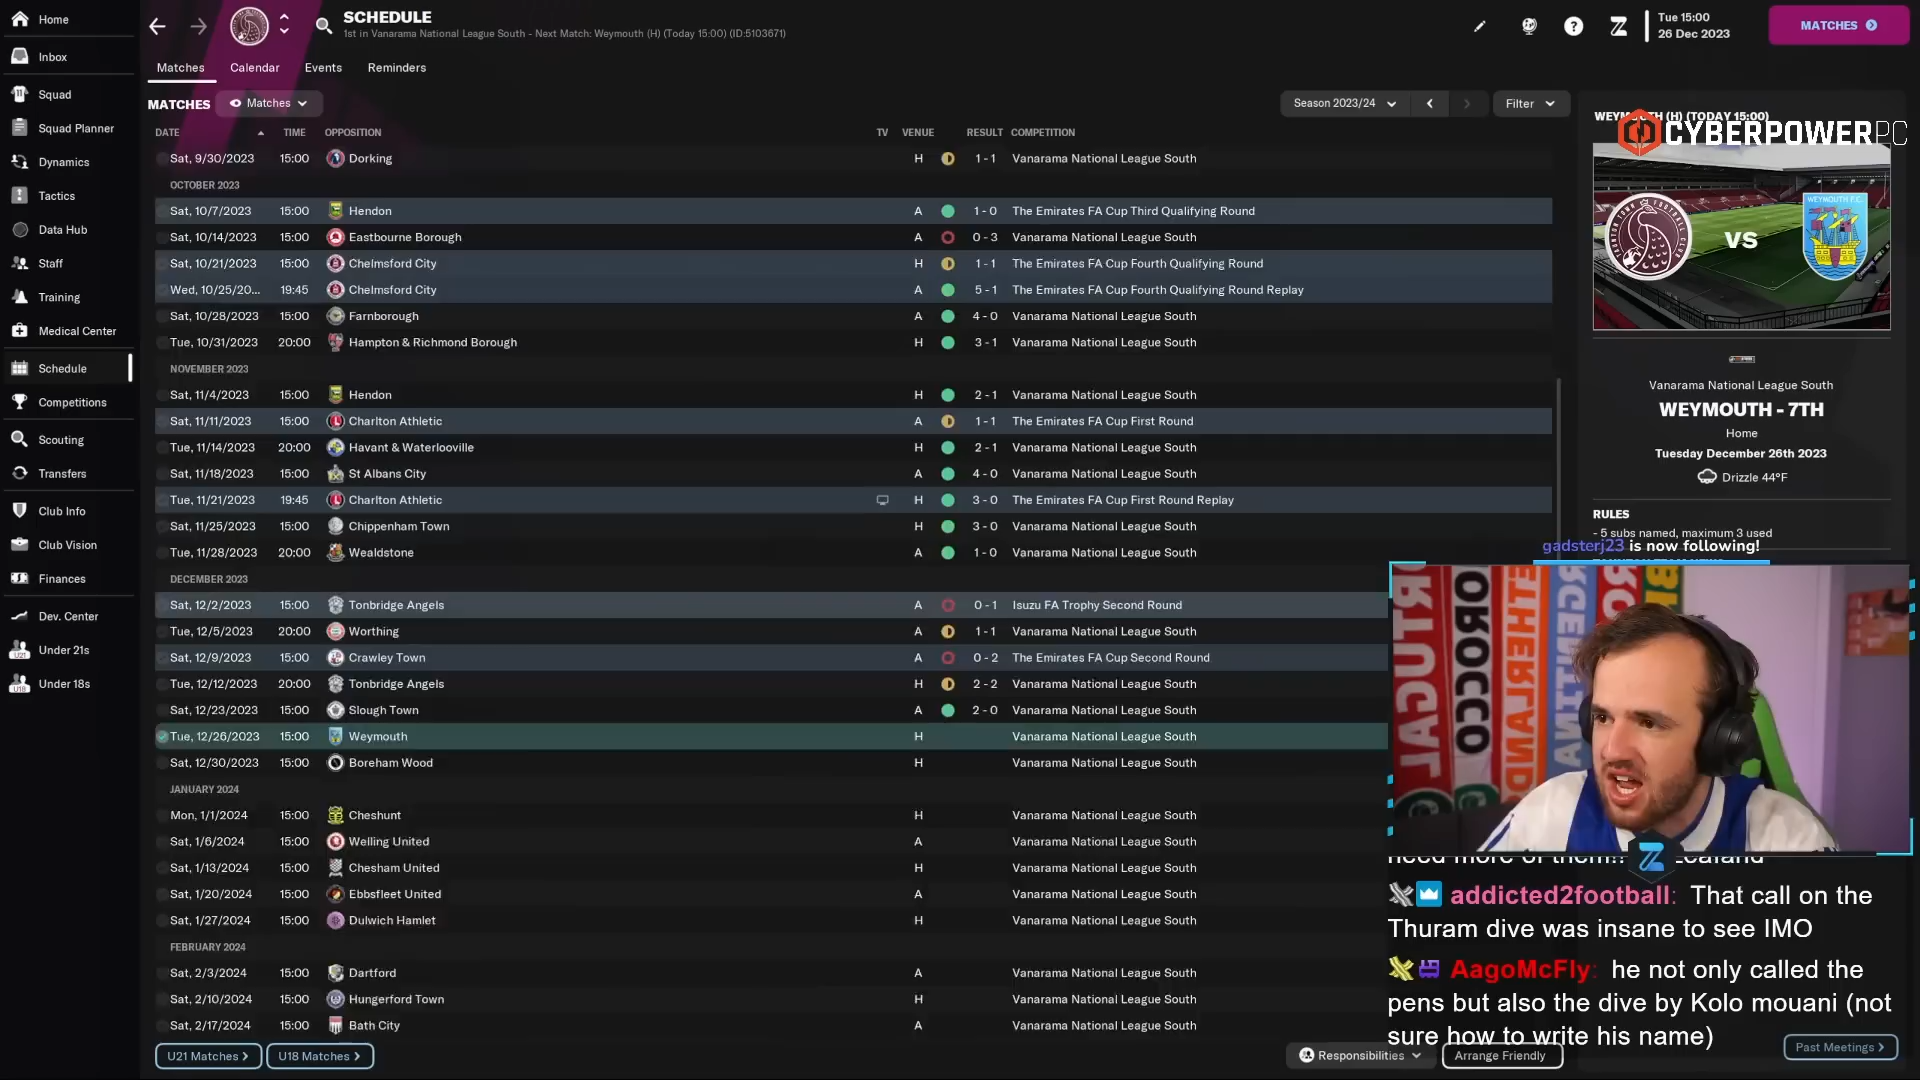 Home
Inbox
Squad
Squad Planner
Dynamics
Tactics
Data Hub
Staff
Training
Medical Center
Schedule
Competitions
Scouting
Transfers
Club Info
Club Vision
Finances
Dev. Center
Under 21s
Under 18s
SCHEDULE
1st in Vanarama National League South - Next Match: Weymouth (H) (Today 15:00) (ID:5103671)
Tue 15:00
26 Dec 2023
MATCHES
Matches Calendar Events Reminders
MATCHES Matches
Season 2023/24 Filter
DATE TIME OPPOSITION TV VENUE RESULT COMPETITION
Sat, 9/30/2023 15:00 Dorking H 1 - 1 Vanarama National League South
OCTOBER 2023
Sat, 10/7/2023 15:00 Hendon A 1 - 0 The Emirates FA Cup Third Qualifying Round
Sat, 10/14/2023 15:00 Eastbourne Borough A 0 - 3 Vanarama National League South
Sat, 10/21/2023 15:00 Chelmsford City H 1 - 1 The Emirates FA Cup Fourth Qualifying Round
Wed, 10/25/20... 19:45 Chelmsford City A 5 - 1 The Emirates FA Cup Fourth Qualifying Round Replay
Sat, 10/28/2023 15:00 Farnborough A 4 - 0 Vanarama National League South
Tue, 10/31/2023 20:00 Hampton & Richmond Borough H 3 - 1 Vanarama National League South
NOVEMBER 2023
Sat, 11/4/2023 15:00 Hendon H 2 - 1 Vanarama National League South
Sat, 11/11/2023 15:00 Charlton Athletic A 1 - 1 The Emirates FA Cup First Round
Tue, 11/14/2023 20:00 Havant & Waterlooville H 2 - 1 Vanarama National League South
Sat, 11/18/2023 15:00 St Albans City A 4 - 0 Vanarama National League South
Tue, 11/21/2023 19:45 Charlton Athletic H 3 - 0 The Emirates FA Cup First Round Replay
Sat, 11/25/2023 15:00 Chippenham Town H 3 - 0 Vanarama National League South
Tue, 11/28/2023 20:00 Wealdstone A 1 - 0 Vanarama National League South
DECEMBER 2023
Sat, 12/2/2023 15:00 Tonbridge Angels A 0 - 1 Isuzu FA Trophy Second Round
Tue, 12/5/2023 20:00 Worthing A 1 - 1 Vanarama National League South
Sat, 12/9/2023 15:00 Crawley Town A 0 - 2 The Emirates FA Cup Second Round
Tue, 12/12/2023 20:00 Tonbridge Angels H 2 - 2 Vanarama National League South
Sat, 12/23/2023 15:00 Slough Town A 2 - 0 Vanarama National League South
Tue, 12/26/2023 15:00 Weymouth H Vanarama National League South
Sat, 12/30/2023 15:00 Boreham Wood H Vanarama National League South
JANUARY 2024
Mon, 1/1/2024 15:00 Cheshunt H Vanarama National League South
Sat, 1/6/2024 15:00 Welling United A Vanarama National League South
Sat, 1/13/2024 15:00 Chesham United H Vanarama National League South
Sat, 1/20/2024 15:00 Ebbsfleet United A Vanarama National League South
Sat, 1/27/2024 15:00 Dulwich Hamlet H Vanarama National League South
FEBRUARY 2024
Sat, 2/3/2024 15:00 Dartford A Vanarama National League South
Sat, 2/10/2024 15:00 Hungerford Town H Vanarama National League South
Sat, 2/17/2024 15:00 Bath City A Vanarama National League South
U21 Matches U18 Matches
Responsibilities Arrange Friendly Past Meetings
WEYMOUTH (H) (TODAY 15:00)
CYBERPOWERPC
VS
WEYMOUTH F.C.
Vanarama National League South
WEYMOUTH - 7TH
Home
Tuesday December 26th 2023
Drizzle 44°F
RULES
- 5 subs named, maximum 3 used
gadsterj23 is now following!
PORTUGAL
MOROCCO
NETHERLAND
ARGENTINA
need more of them!!
addicted2football: That call on the
Thuram dive was insane to see IMO
AagoMcFly: he not only called the
pens but also the dive by Kolo mouani (not
sure how to write his name)